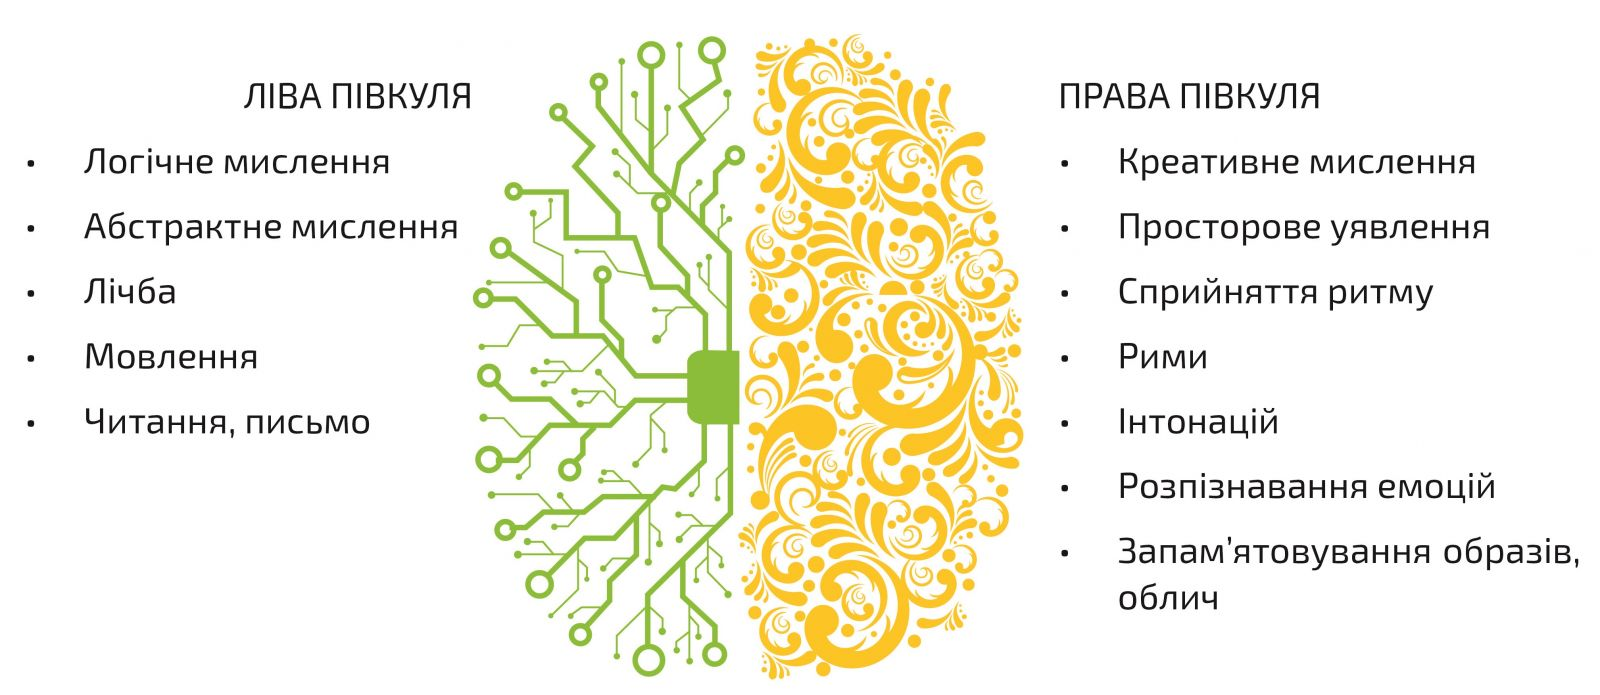 ЛІВА ПІВКУЛЯ
• Логічне мислення
• Абстрактне мислення
• Лічба
• Мовлення
• Читання, письмо
ПРАВА ПІВКУЛЯ
• Креативне мислення
• Просторове уявлення
• Сприйняття ритму
• Рими
• Інтонацій
• Розпізнавання емоцій
• Запам’ятовування образів,
облич